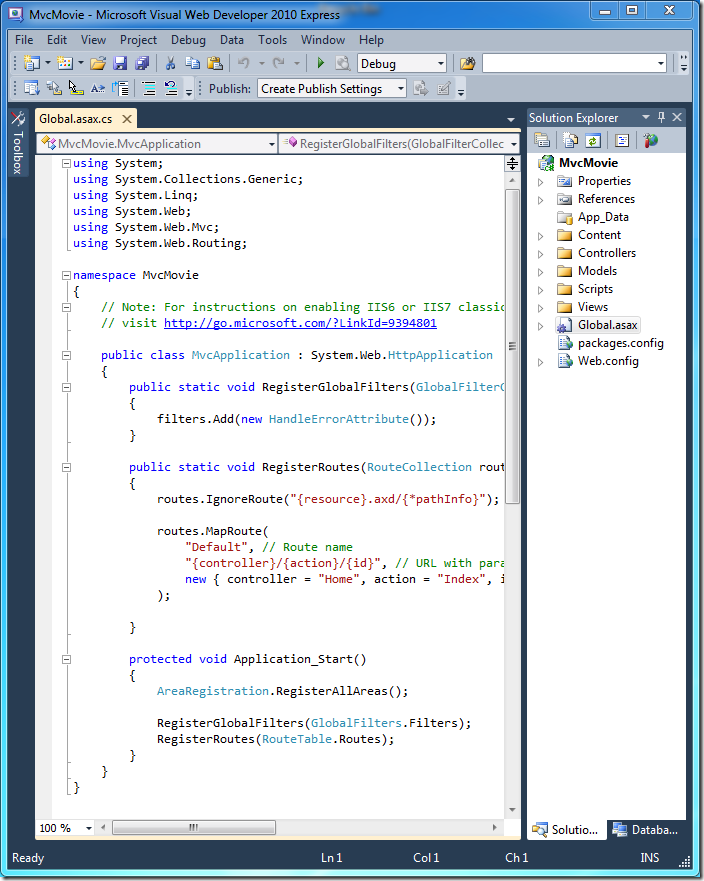 MvcMovie - Microsoft Visual Web Developer 2010 Express
File Edit View Project Debug Data Tools Window Help
Debug
Publish: Create Publish Settings
Toolbox
Global.asax.cs
MvcMovie.MvcApplication
RegisterGlobalFilters(GlobalFilterCollec
using System;
using System.Collections.Generic;
using System.Linq;
using System.Web;
using System.Web.Mvc;
using System.Web.Routing;
namespace MvcMovie
{
// Note: For instructions on enabling IIS6 or IIS7 classic
// visit http://go.microsoft.com/?LinkId=9394801
public class MvcApplication : System.Web.HttpApplication
{
public static void RegisterGlobalFilters(GlobalFilterC
{
filters.Add(new HandleErrorAttribute());
}
public static void RegisterRoutes(RouteCollection rout
{
routes.IgnoreRoute("{resource}.axd/{*pathInfo}");
routes.MapRoute(
"Default", // Route name
"{controller}/{action}/{id}", // URL with para
new { controller = "Home", action = "Index", i
);
}
protected void Application_Start()
{
AreaRegistration.RegisterAllAreas();
RegisterGlobalFilters(GlobalFilters.Filters);
RegisterRoutes(RouteTable.Routes);
}
}
}
100 %
Solution Explorer
MvcMovie
Properties
References
App_Data
Content
Controllers
Models
Scripts
Views
Global.asax
packages.config
Web.config
Solutio...
Databa...
Ready
Ln 1
Col 1
Ch 1
INS